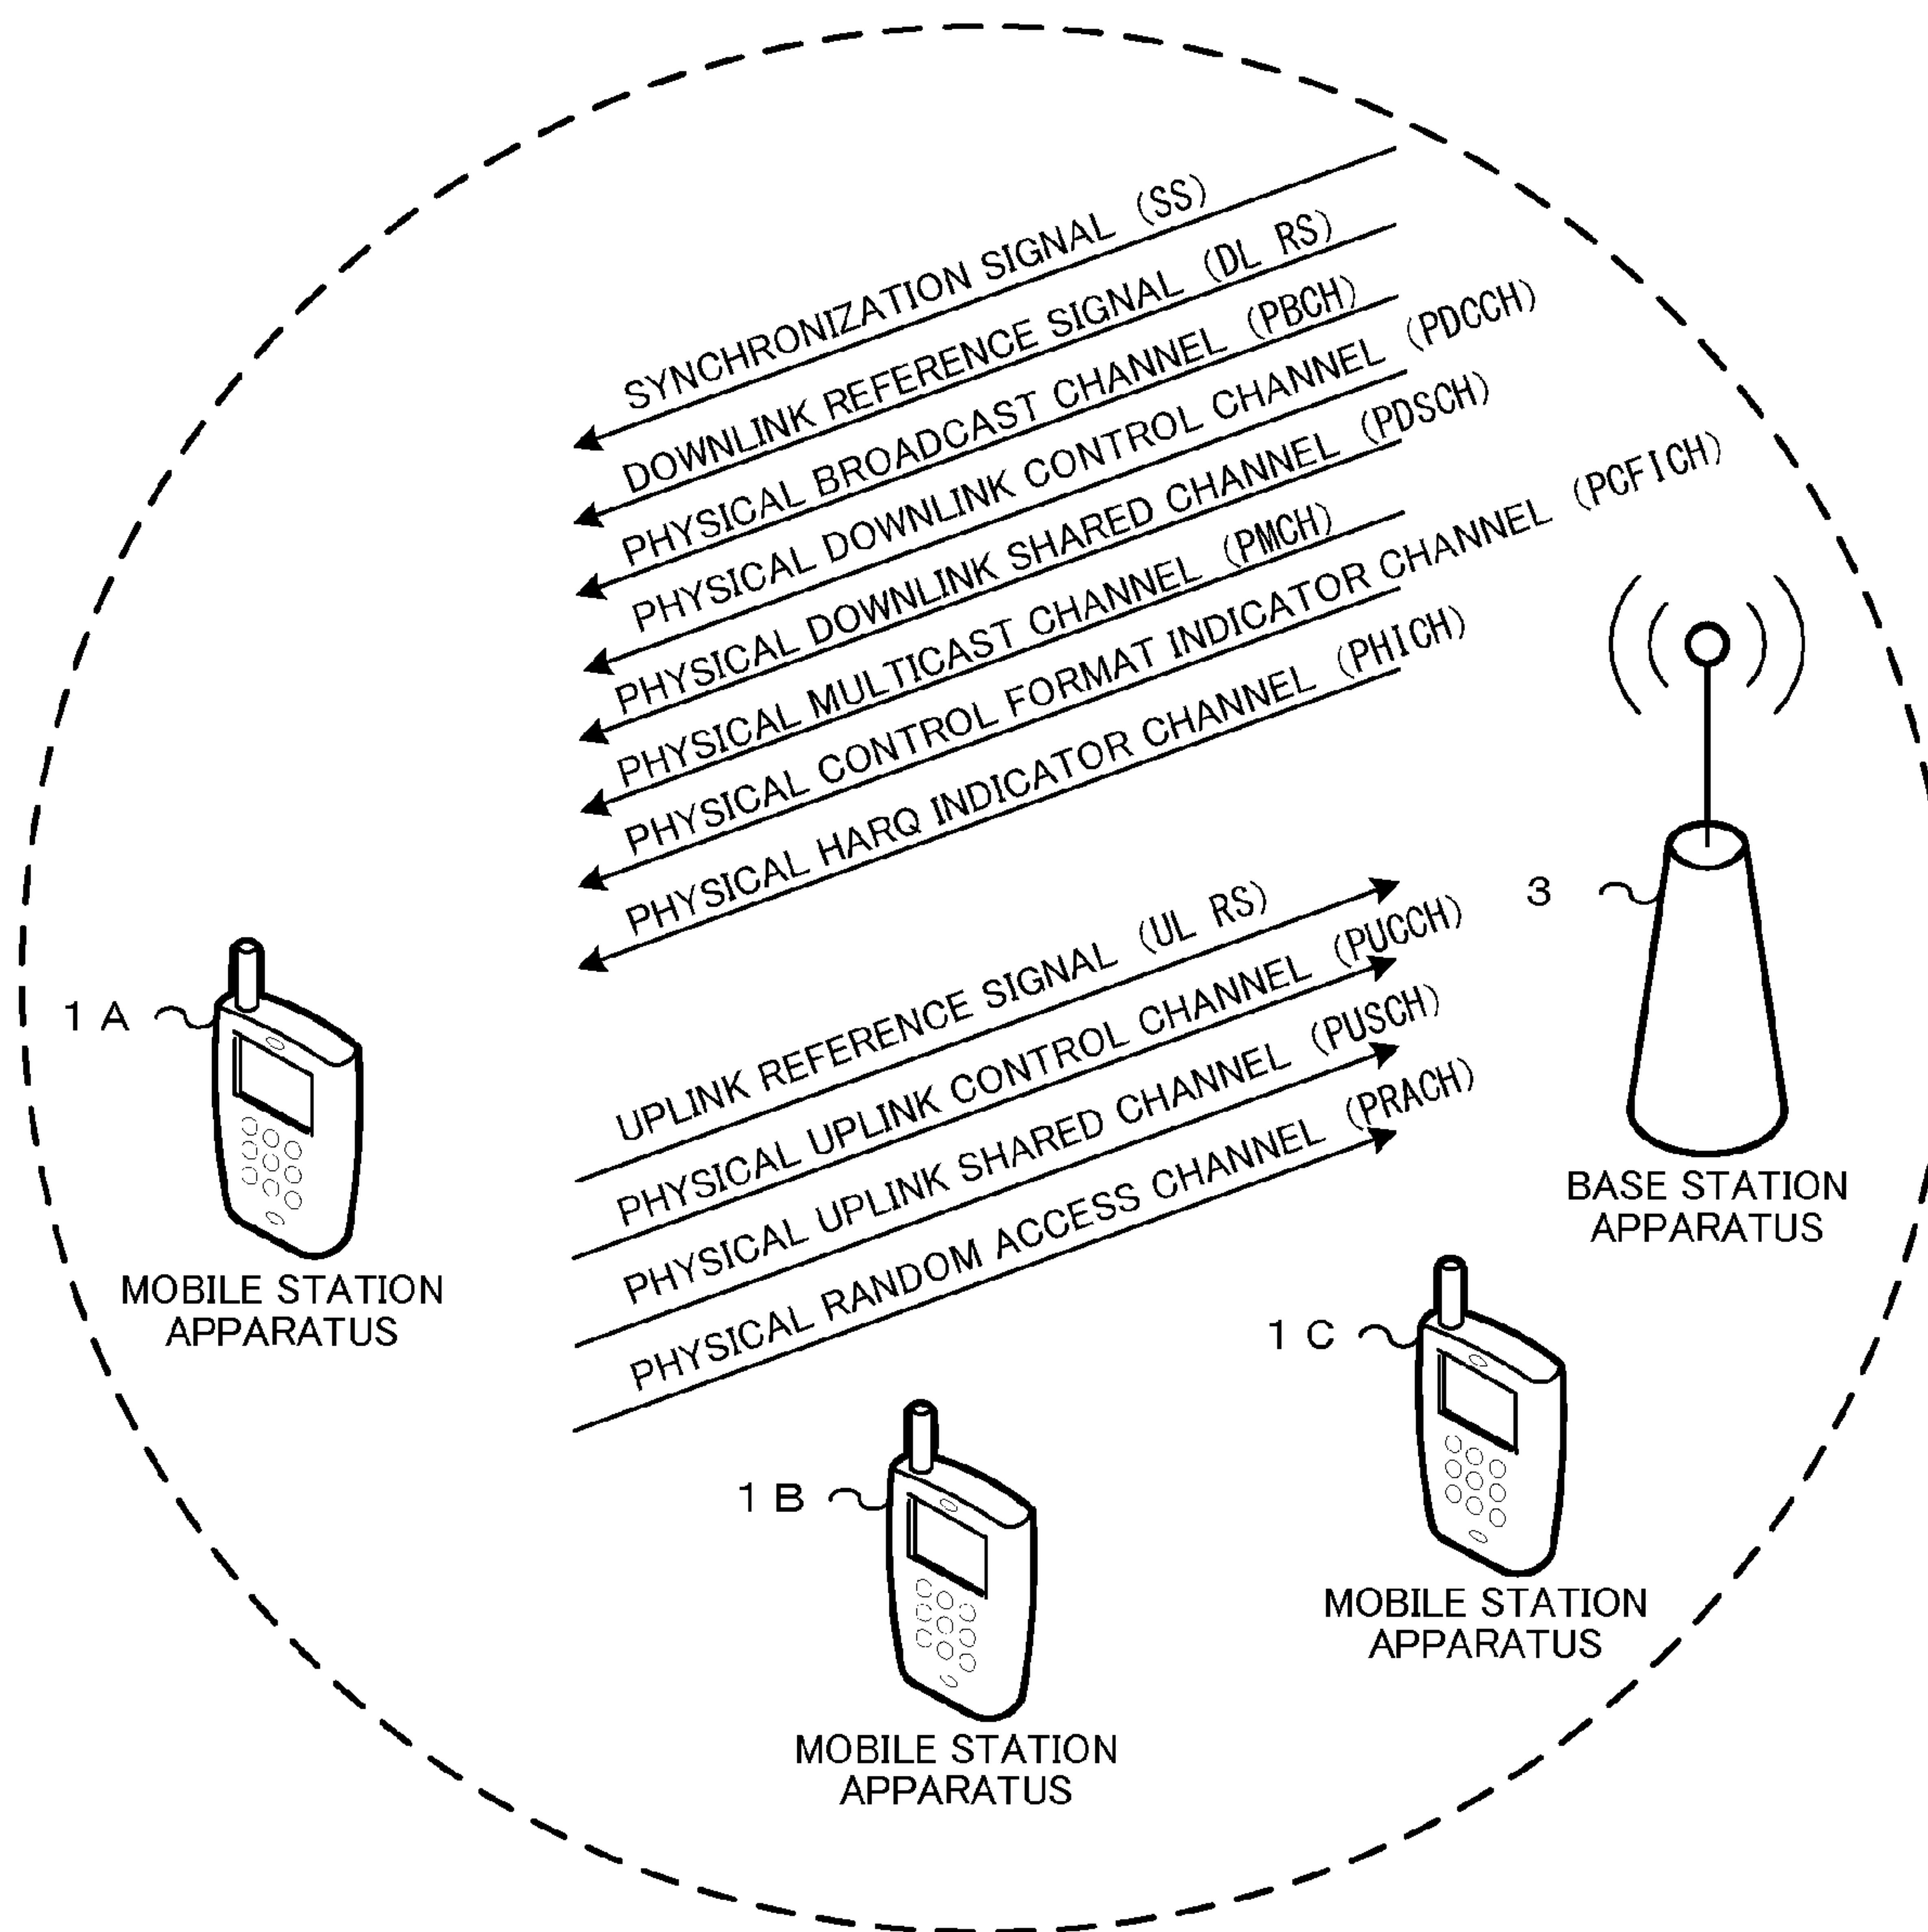 SYNCHRONIZATION SIGNAL (SS)
DOWNLINK REFERENCE SIGNAL (DL RS)
PHYSICAL BROADCAST CHANNEL (PBCH)
PHYSICAL DOWNLINK CONTROL CHANNEL (PDCCH)
PHYSICAL DOWNLINK SHARED CHANNEL (PDSCH)
PHYSICAL MULTICAST CHANNEL (PMCH)
PHYSICAL CONTROL FORMAT INDICATOR CHANNEL (PCFICH)
PHYSICAL HARQ INDICATOR CHANNEL (PHICH)
UPLINK REFERENCE SIGNAL (UL RS)
PHYSICAL UPLINK CONTROL CHANNEL (PUCCH)
PHYSICAL UPLINK SHARED CHANNEL (PUSCH)
PHYSICAL RANDOM ACCESS CHANNEL (PRACH)
3
BASE STATION
APPARATUS
1A
MOBILE STATION
APPARATUS
1B
MOBILE STATION
APPARATUS
1C
MOBILE STATION
APPARATUS